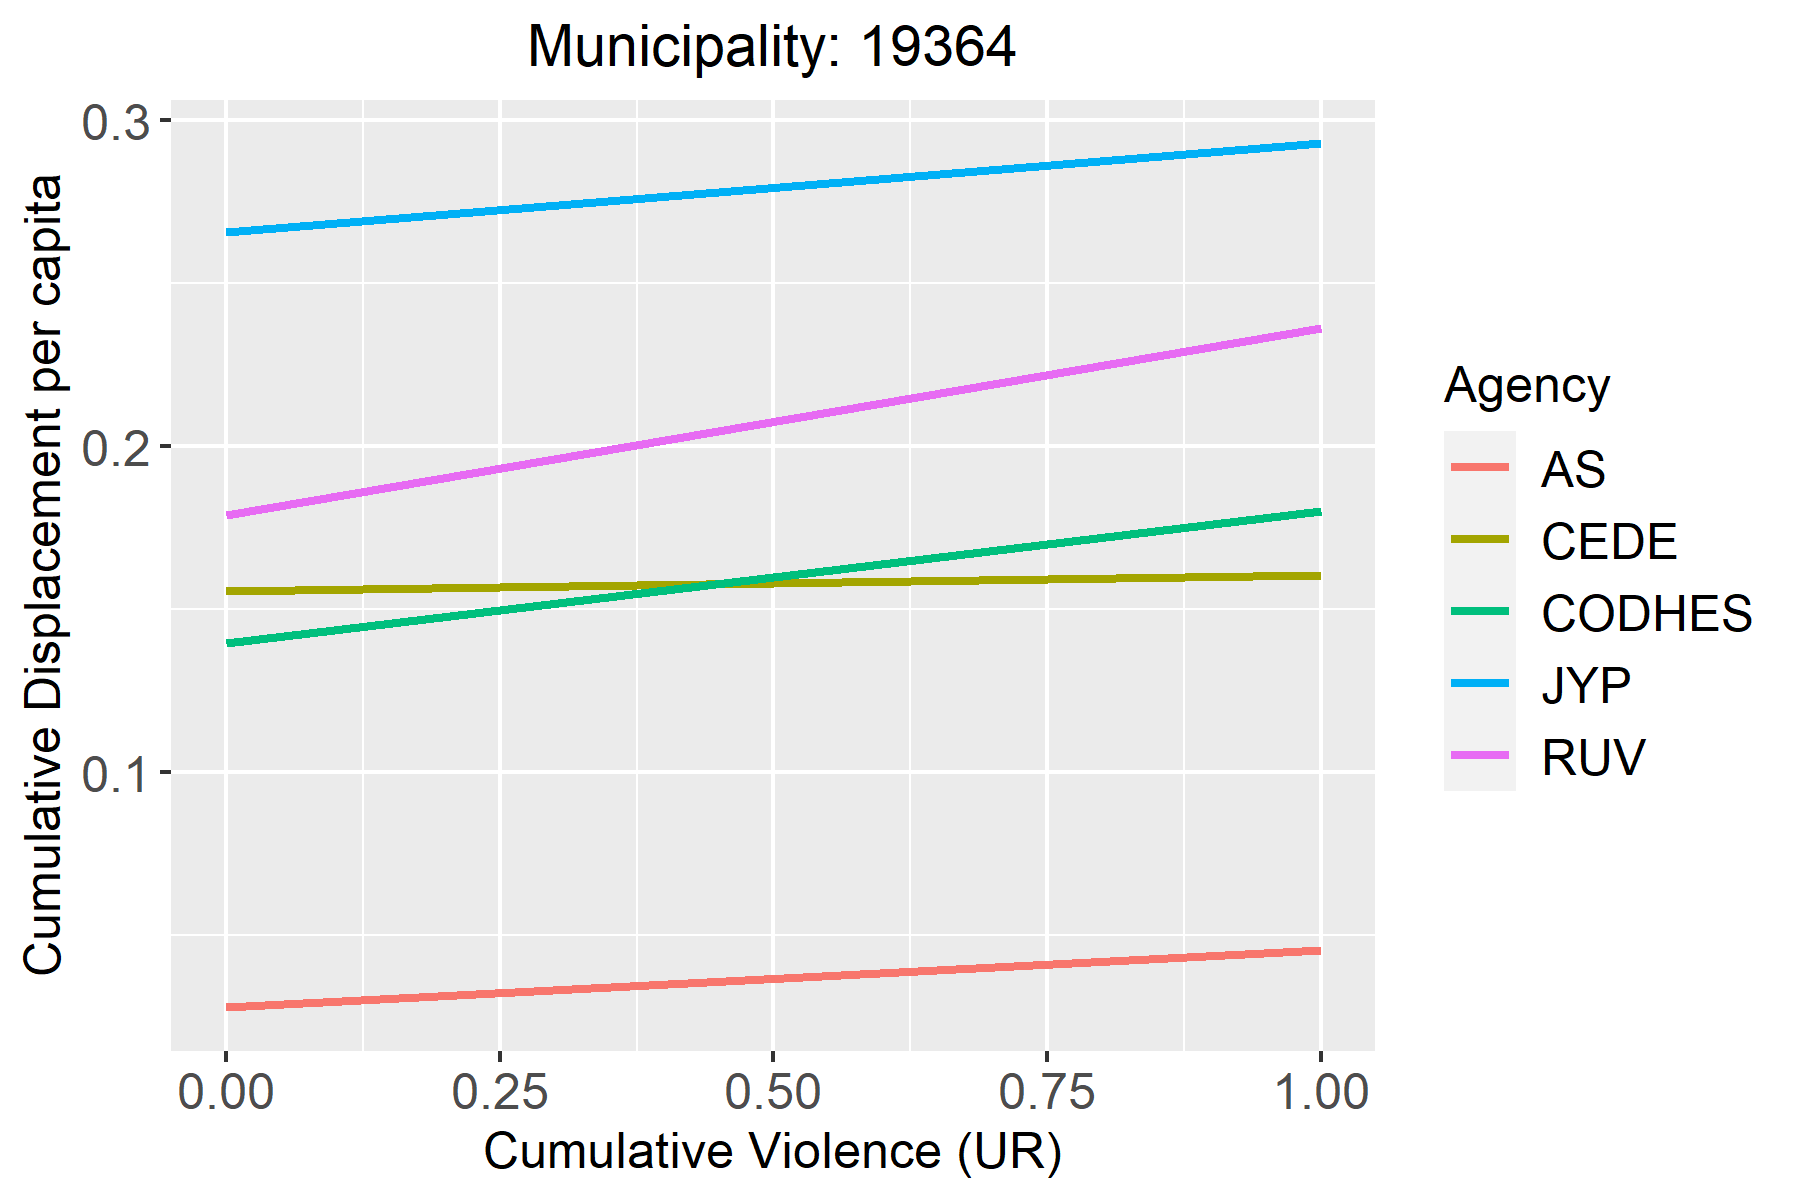 Municipality: 19364
Cumulative Displacement per capita
0.3
0.2
0.1
0.00 0.25 0.50 0.75 1.00
Cumulative Violence (UR)
Agency
AS
CEDE
CODHES
JYP
RUV